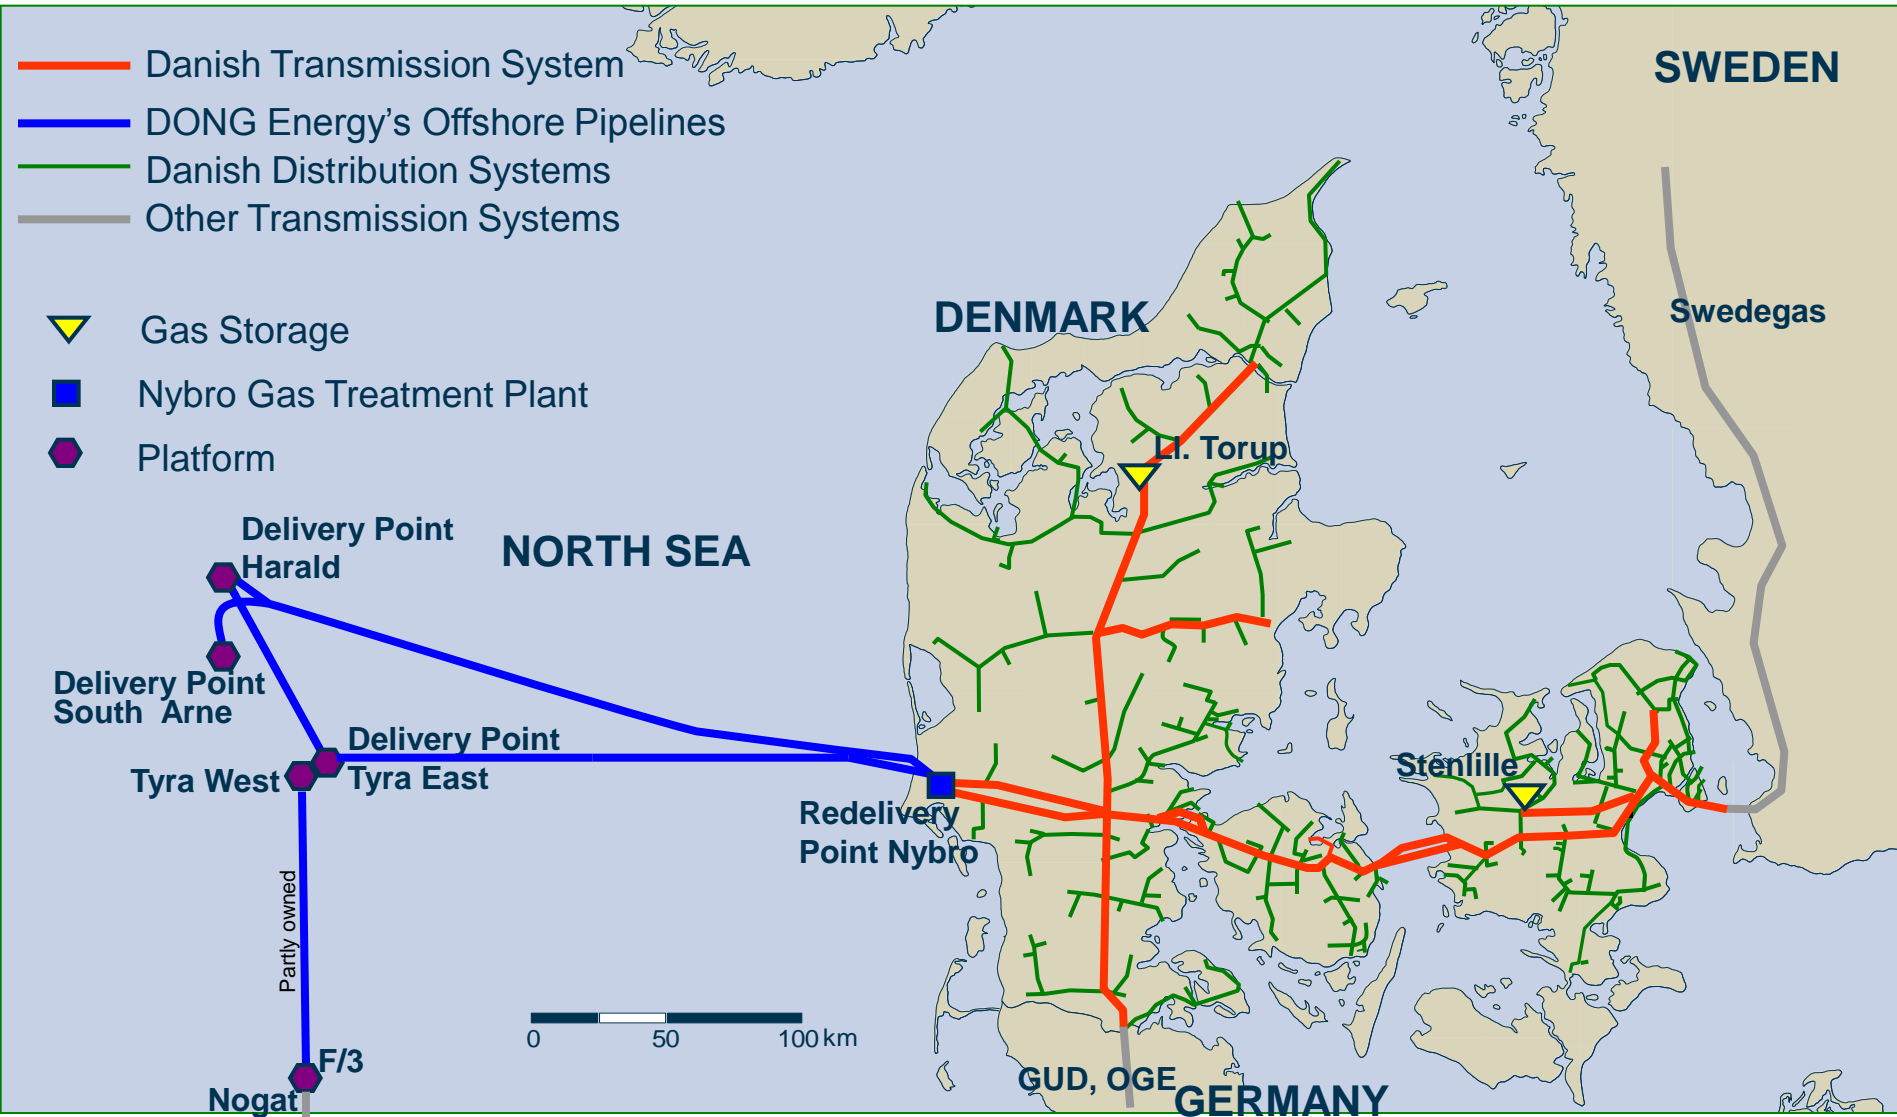 Danish Transmission System
SWEDEN
DONG Energy’s Offshore Pipelines
Danish Distribution Systems
Other Transmission Systems
Swedegas
DENMARK
Gas Storage
Nybro Gas Treatment Plant
Platform
Ll. Torup
Delivery Point
Harald
NORTH SEA
Delivery Point
South Arne
Delivery Point
Tyra East
Tyra West
Stenlille
Redelivery
Point Nybro
Partly owned
0 50 100 km
F/3
Nogat
GUD, OGE
GERMANY